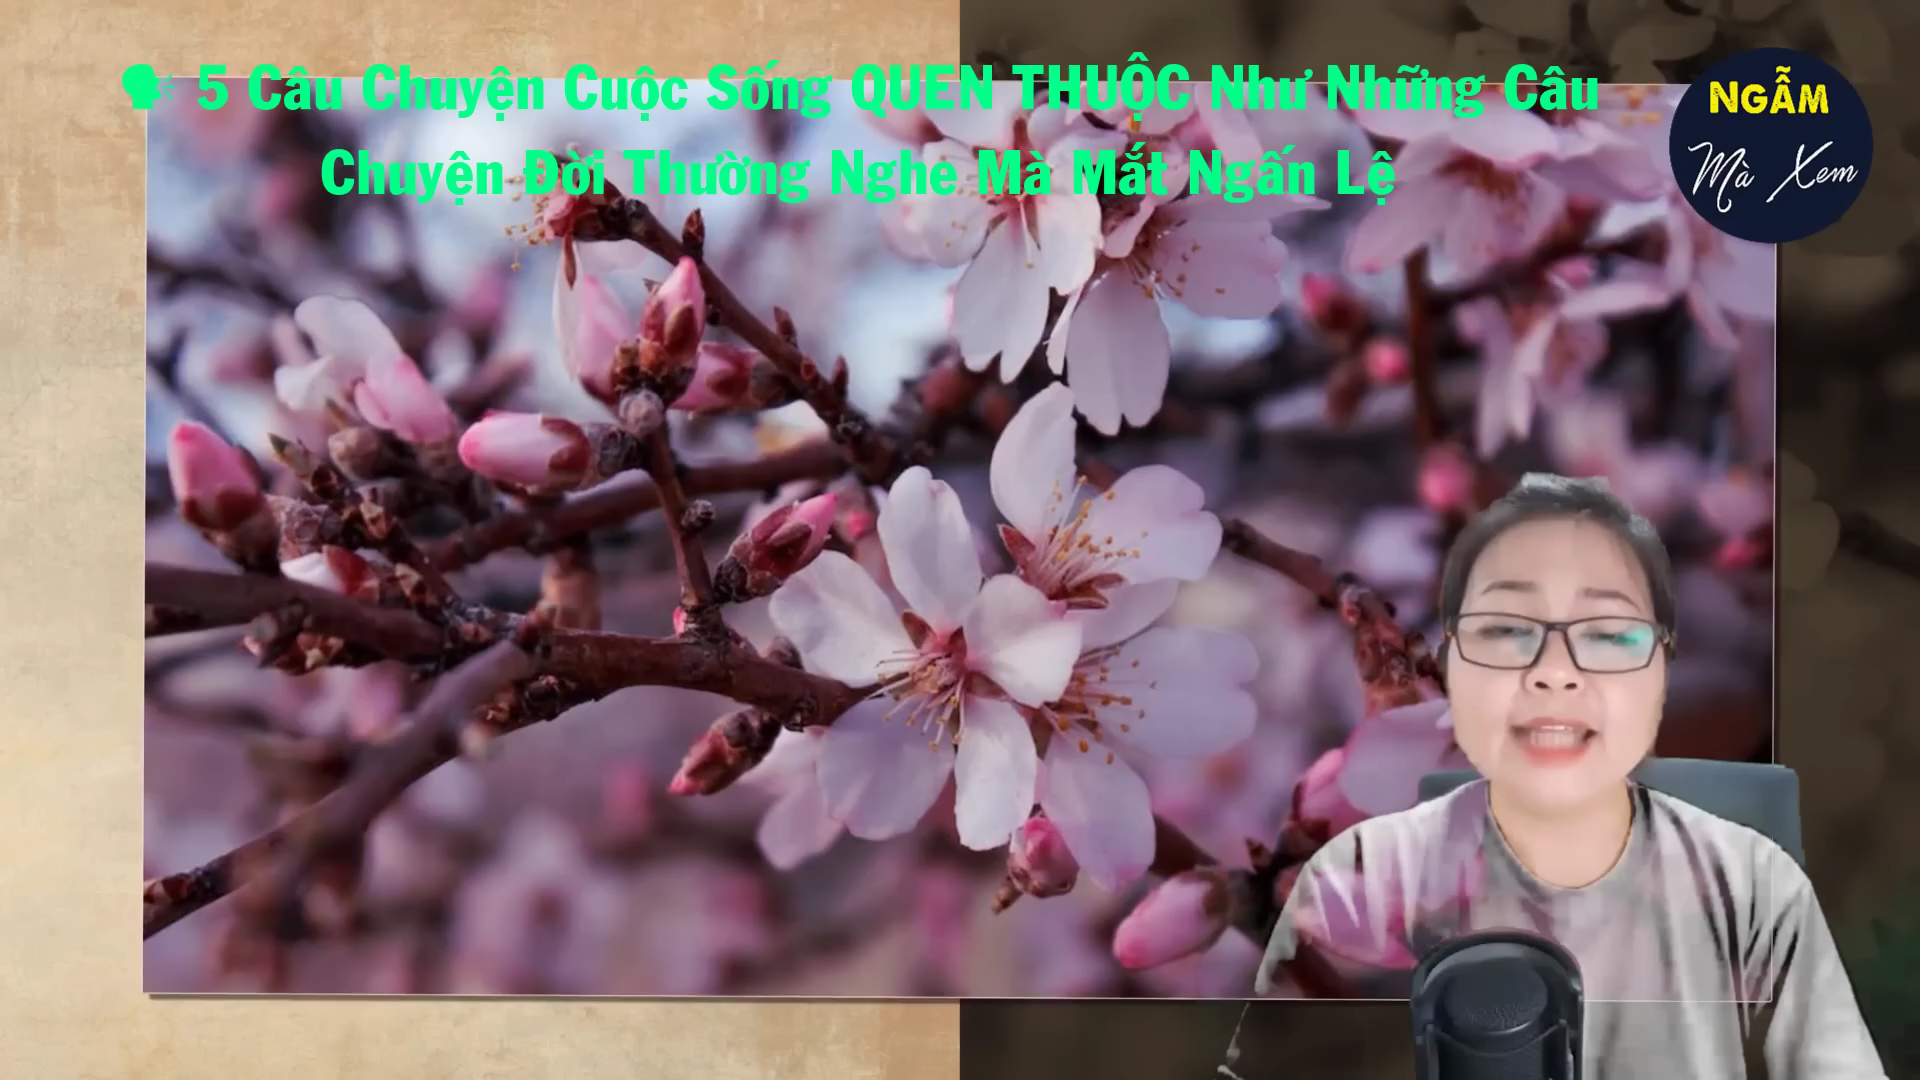 🗣 5 Câu Chuyện Cuộc Sống QUEN THUỘC Như Những Câu
Chuyện Đời Thường Nghe Mà Mắt Ngấn Lệ
NGẪM
Mà Xem